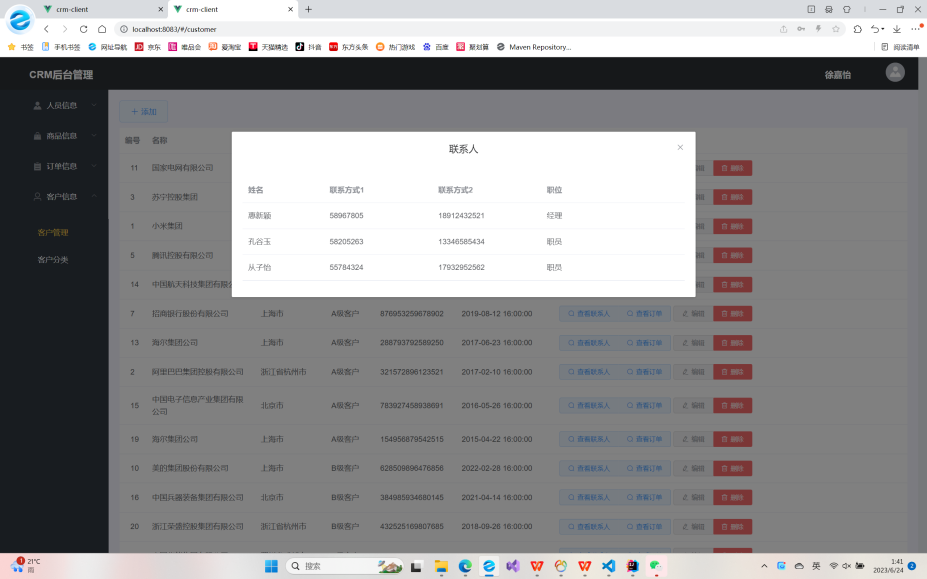 crm-client
crm-client
localhost:8083/#/customer
书签 手机书签 网址导航 京东 唯品会 爱淘宝 天猫精选 抖音 东方头条 热门游戏 百度 聚划算 Maven Repository... 阅读清单
CRM后台管理 徐嘉怡
人员信息
商品信息
订单信息
客户信息
客户管理
客户分类
+ 添加
联系人
姓名 联系方式1 联系方式2 职位
惠新颖 58967805 18912432521 经理
孔谷玉 58205263 13346585434 职员
从子怡 55784324 17932952562 职员
编号 名称
11 国家电网有限公司 删除
3 苏宁控股集团 删除
1 小米集团 删除
5 腾讯控股有限公司 删除
14 中国航天科技集团有限公 删除
7 招商银行股份有限公司 上海市 A级客户 876953259678902 2019-08-12 16:00:00 查看联系人 查看订单 编辑 删除
13 海尔集团公司 上海市 A级客户 288793792589250 2017-06-23 16:00:00 查看联系人 查看订单 编辑 删除
2 阿里巴巴集团控股有限公司 浙江省杭州市 A级客户 321572898123521 2017-02-10 16:00:00 查看联系人 查看订单 编辑 删除
15 中国电子信息产业集团有限公司 北京市 A级客户 783927458938691 2016-05-26 16:00:00 查看联系人 查看订单 编辑 删除
19 海尔集团公司 上海市 A级客户 154956879542515 2015-04-22 16:00:00 查看联系人 查看订单 编辑 删除
10 美的集团股份有限公司 上海市 B级客户 628509896476856 2022-02-28 16:00:00 查看联系人 查看订单 编辑 删除
16 中国兵器装备集团有限公司 北京市 B级客户 384985934680145 2021-04-14 16:00:00 查看联系人 查看订单 编辑 删除
20 浙江荣盛控股集团有限公司 浙江省杭州市 B级客户 432525169807685 2018-09-26 16:00:00 查看联系人 查看订单 编辑 删除
21°C
雨
搜索
英
1:41
2023/6/24